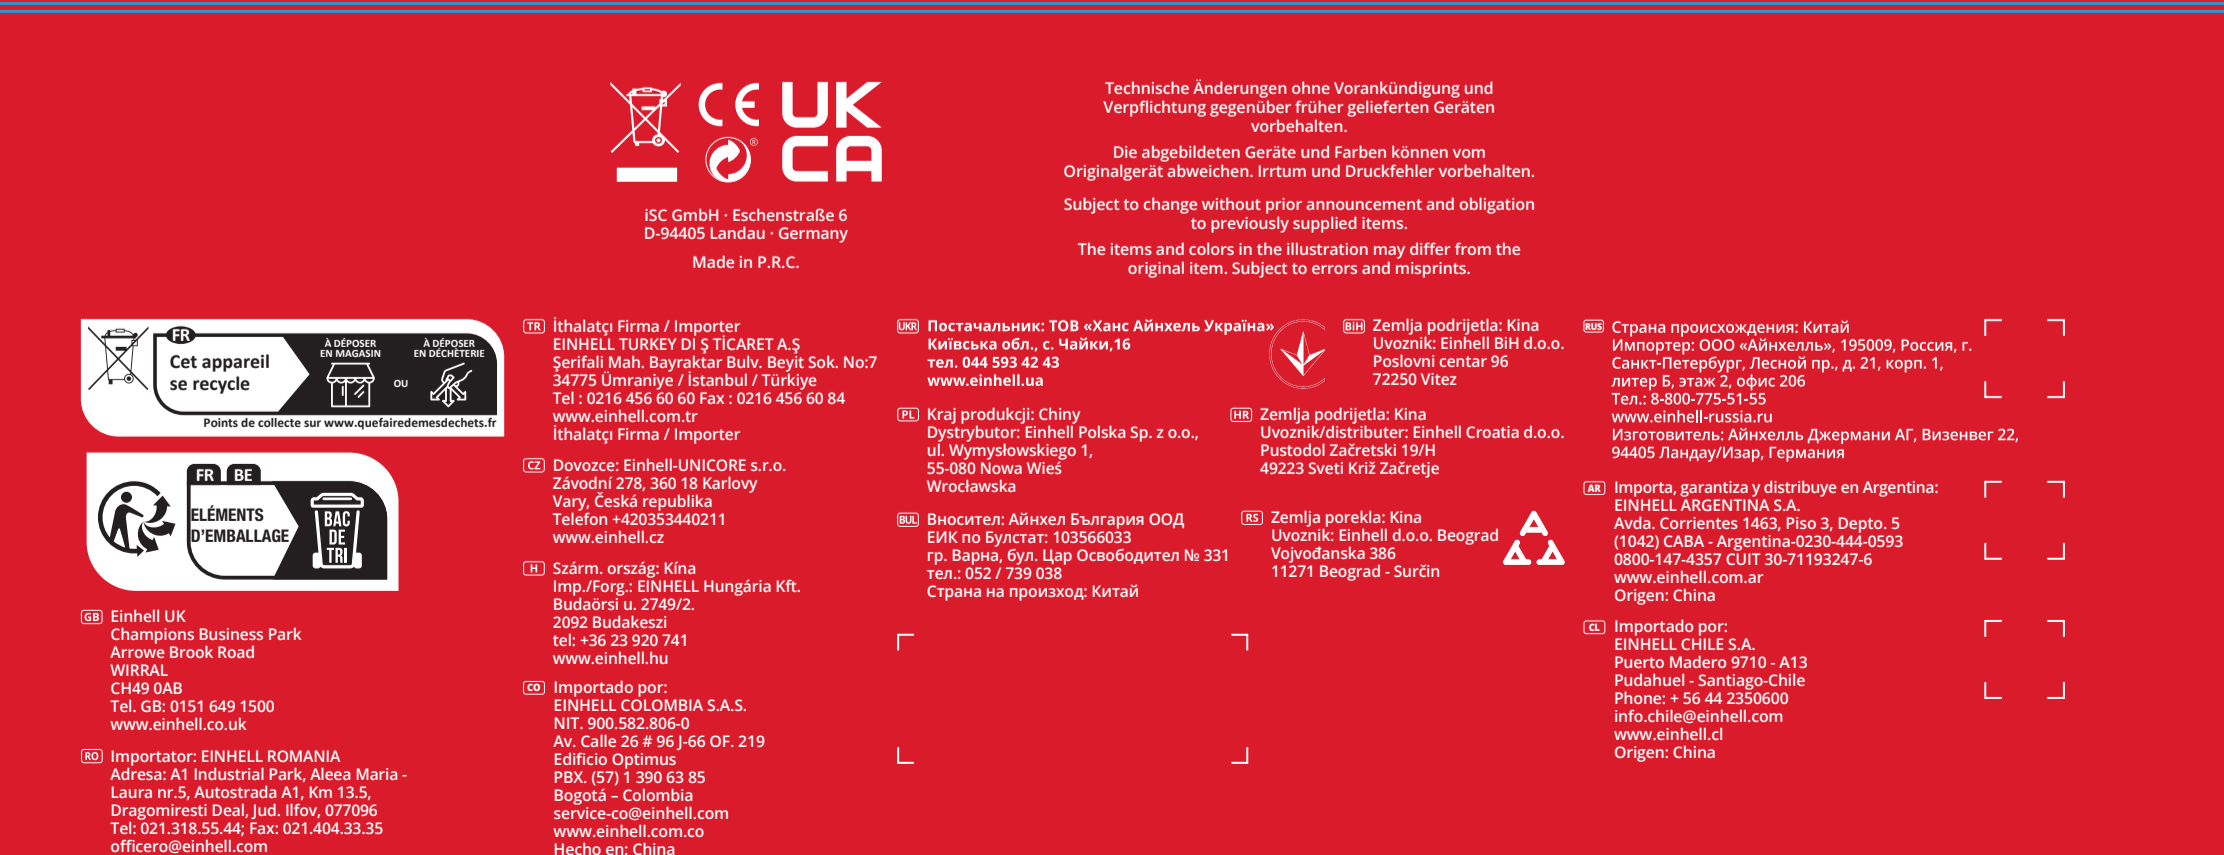 CE
UK
CA
®
iSC GmbH · Eschenstraße 6
D-94405 Landau · Germany
Made in P.R.C.
Technische Änderungen ohne Vorankündigung und
Verpflichtung gegenüber früher gelieferten Geräten
vorbehalten.
Die abgebildeten Geräte und Farben können vom
Originalgerät abweichen. Irrtum und Druckfehler vorbehalten.
Subject to change without prior announcement and obligation
to previously supplied items.
The items and colors in the illustration may differ from the
original item. Subject to errors and misprints.
FR
Cet appareil
se recycle
À DÉPOSER
EN MAGASIN
OU
À DÉPOSER
EN DÉCHÈTERIE
Points de collecte sur www.quefairedemesdechets.fr
FR BE
ELÉMENTS
D'EMBALLAGE
BAC
DE
TRI
GB Einhell UK
Champions Business Park
Arrowe Brook Road
WIRRAL
CH49 0AB
Tel. GB: 0151 649 1500
www.einhell.co.uk
RO Importator: EINHELL ROMANIA
Adresa: A1 Industrial Park, Aleea Maria -
Laura nr.5, Autostrada A1, Km 13.5,
Dragomiresti Deal, Jud. Ilfov, 077096
Tel: 021.318.55.44; Fax: 021.404.33.35
officero@einhell.com
TR İthalatçı Firma / Importer
EINHELL TURKEY DI Ş TİCARET A.Ş
Şerifali Mah. Bayraktar Bulv. Beyit Sok. No:7
34775 Ümraniye / İstanbul / Türkiye
Tel : 0216 456 60 60 Fax : 0216 456 60 84
www.einhell.com.tr
İthalatçı Firma / Importer
CZ Dovozce: Einhell-UNICORE s.r.o.
Závodní 278, 360 18 Karlovy
Vary, Česká republika
Telefon +420353440211
www.einhell.cz
H Szárm. ország: Kína
Imp./Forg.: EINHELL Hungária Kft.
Budaörsi u. 2749/2.
2092 Budakeszi
tel: +36 23 920 741
www.einhell.hu
CO Importado por:
EINHELL COLOMBIA S.A.S.
NIT. 900.582.806-0
Av. Calle 26 # 96 J-66 OF. 219
Edificio Optimus
PBX. (57) 1 390 63 85
Bogotá – Colombia
service-co@einhell.com
www.einhell.com.co
Hecho en: China
UKR Постачальник: ТОВ «Ханс Айнхель Україна»
Київська обл., с. Чайки,16
тел. 044 593 42 43
www.einhell.ua
PL Kraj produkcji: Chiny
Dystrybutor: Einhell Polska Sp. z o.o.,
ul. Wymysłowskiego 1,
55-080 Nowa Wieś
Wrocławska
BUL Вносител: Айнхел България ООД
ЕИК по Булстат: 103566033
гр. Варна, бул. Цар Освободител № 331
тел.: 052 / 739 038
Страна на произход: Китай
BiH Zemlja podrijetla: Kina
Uvoznik: Einhell BiH d.o.o.
Poslovni centar 96
72250 Vitez
HR Zemlja podrijetla: Kina
Uvoznik/distributer: Einhell Croatia d.o.o.
Pustodol Začretski 19/H
49223 Sveti Križ Začretje
RS Zemlja porekla: Kina
Uvoznik: Einhell d.o.o. Beograd
Vojvođanska 386
11271 Beograd - Surčin
RUS Страна происхождения: Китай
Импортер: ООО «Айнхелль», 195009, Россия, г.
Санкт-Петербург, Лесной пр., д. 21, корп. 1,
литер Б, этаж 2, офис 206
Тел.: 8-800-775-51-55
www.einhell-russia.ru
Изготовитель: Айнхелль Джермани АГ, Визенвег 22,
94405 Ландау/Изар, Германия
AR Importa, garantiza y distribuye en Argentina:
EINHELL ARGENTINA S.A.
Avda. Corrientes 1463, Piso 3, Depto. 5
(1042) CABA - Argentina-0230-444-0593
0800-147-4357 CUIT 30-71193247-6
www.einhell.com.ar
Origen: China
CL Importado por:
EINHELL CHILE S.A.
Puerto Madero 9710 - A13
Pudahuel - Santiago-Chile
Phone: + 56 44 2350600
info.chile@einhell.com
www.einhell.cl
Origen: China